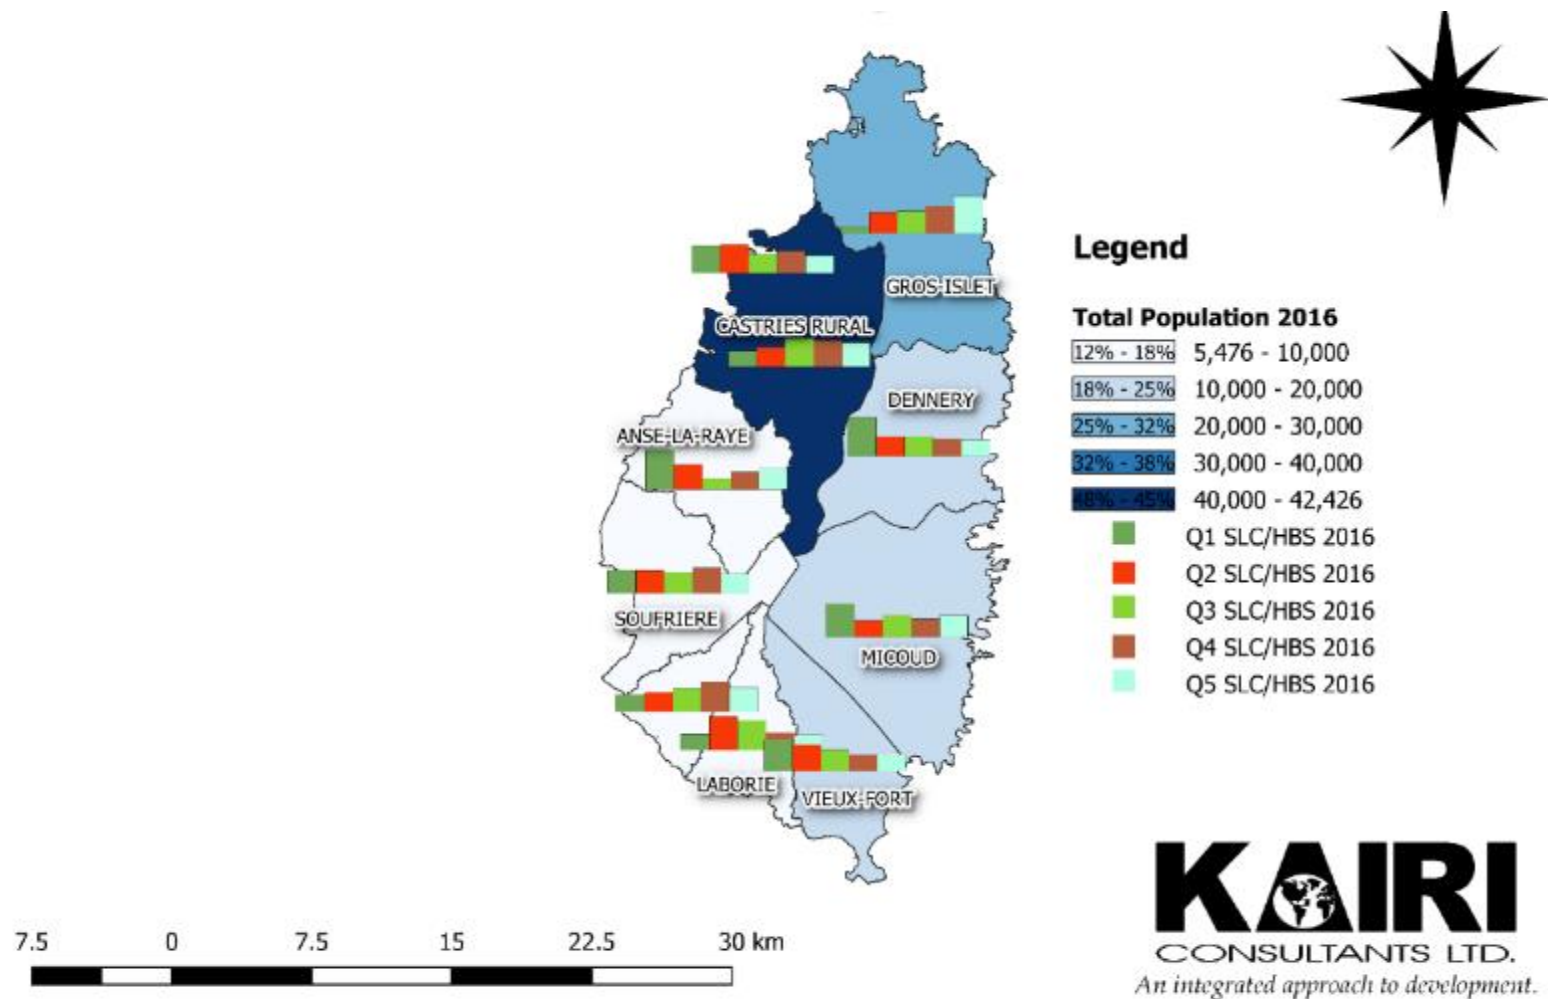 GROS-ISLET
CASTRIES RURAL
DENNERY
ANSE-LA-RAYE
SOUFRIERE
MICOUD
LABORIE
VIEUX-FORT
Legend
Total Population 2016
12% - 18% 5,476 - 10,000
18% - 25% 10,000 - 20,000
25% - 32% 20,000 - 30,000
32% - 38% 30,000 - 40,000
48% - 45% 40,000 - 42,426
Q1 SLC/HBS 2016
Q2 SLC/HBS 2016
Q3 SLC/HBS 2016
Q4 SLC/HBS 2016
Q5 SLC/HBS 2016
7.5 0 7.5 15 22.5 30 km
KAIRI
CONSULTANTS LTD.
An integrated approach to development.